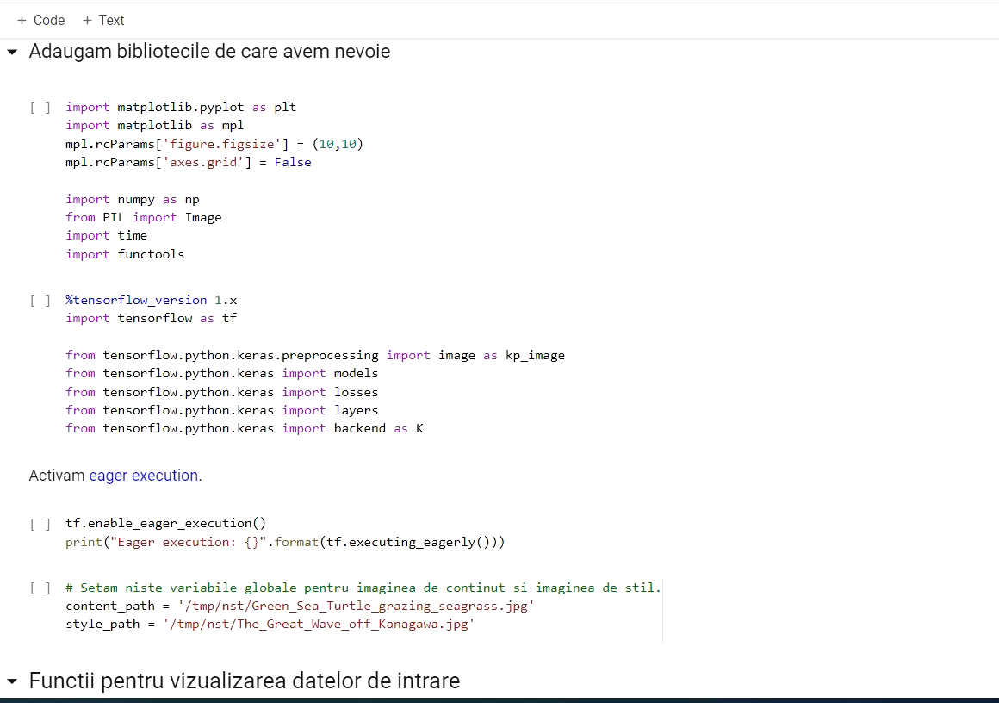 + Code + Text
Adaugam bibliotecile de care avem nevoie
[ ] import matplotlib.pyplot as plt
import matplotlib as mpl
mpl.rcParams['figure.figsize'] = (10,10)
mpl.rcParams['axes.grid'] = False
import numpy as np
from PIL import Image
import time
import functools
[ ] %tensorflow_version 1.x
import tensorflow as tf
from tensorflow.python.keras.preprocessing import image as kp_image
from tensorflow.python.keras import models
from tensorflow.python.keras import losses
from tensorflow.python.keras import layers
from tensorflow.python.keras import backend as K
Activam eager execution.
[ ] tf.enable_eager_execution()
print("Eager execution: {}".format(tf.executing_eagerly()))
[ ] # Setam niste variabile globale pentru imaginea de continut si imaginea de stil.
content_path = '/tmp/nst/Green_Sea_Turtle_grazing_seagrass.jpg'
style_path = '/tmp/nst/The_Great_Wave_off_Kanagawa.jpg'
Functii pentru vizualizarea datelor de intrare